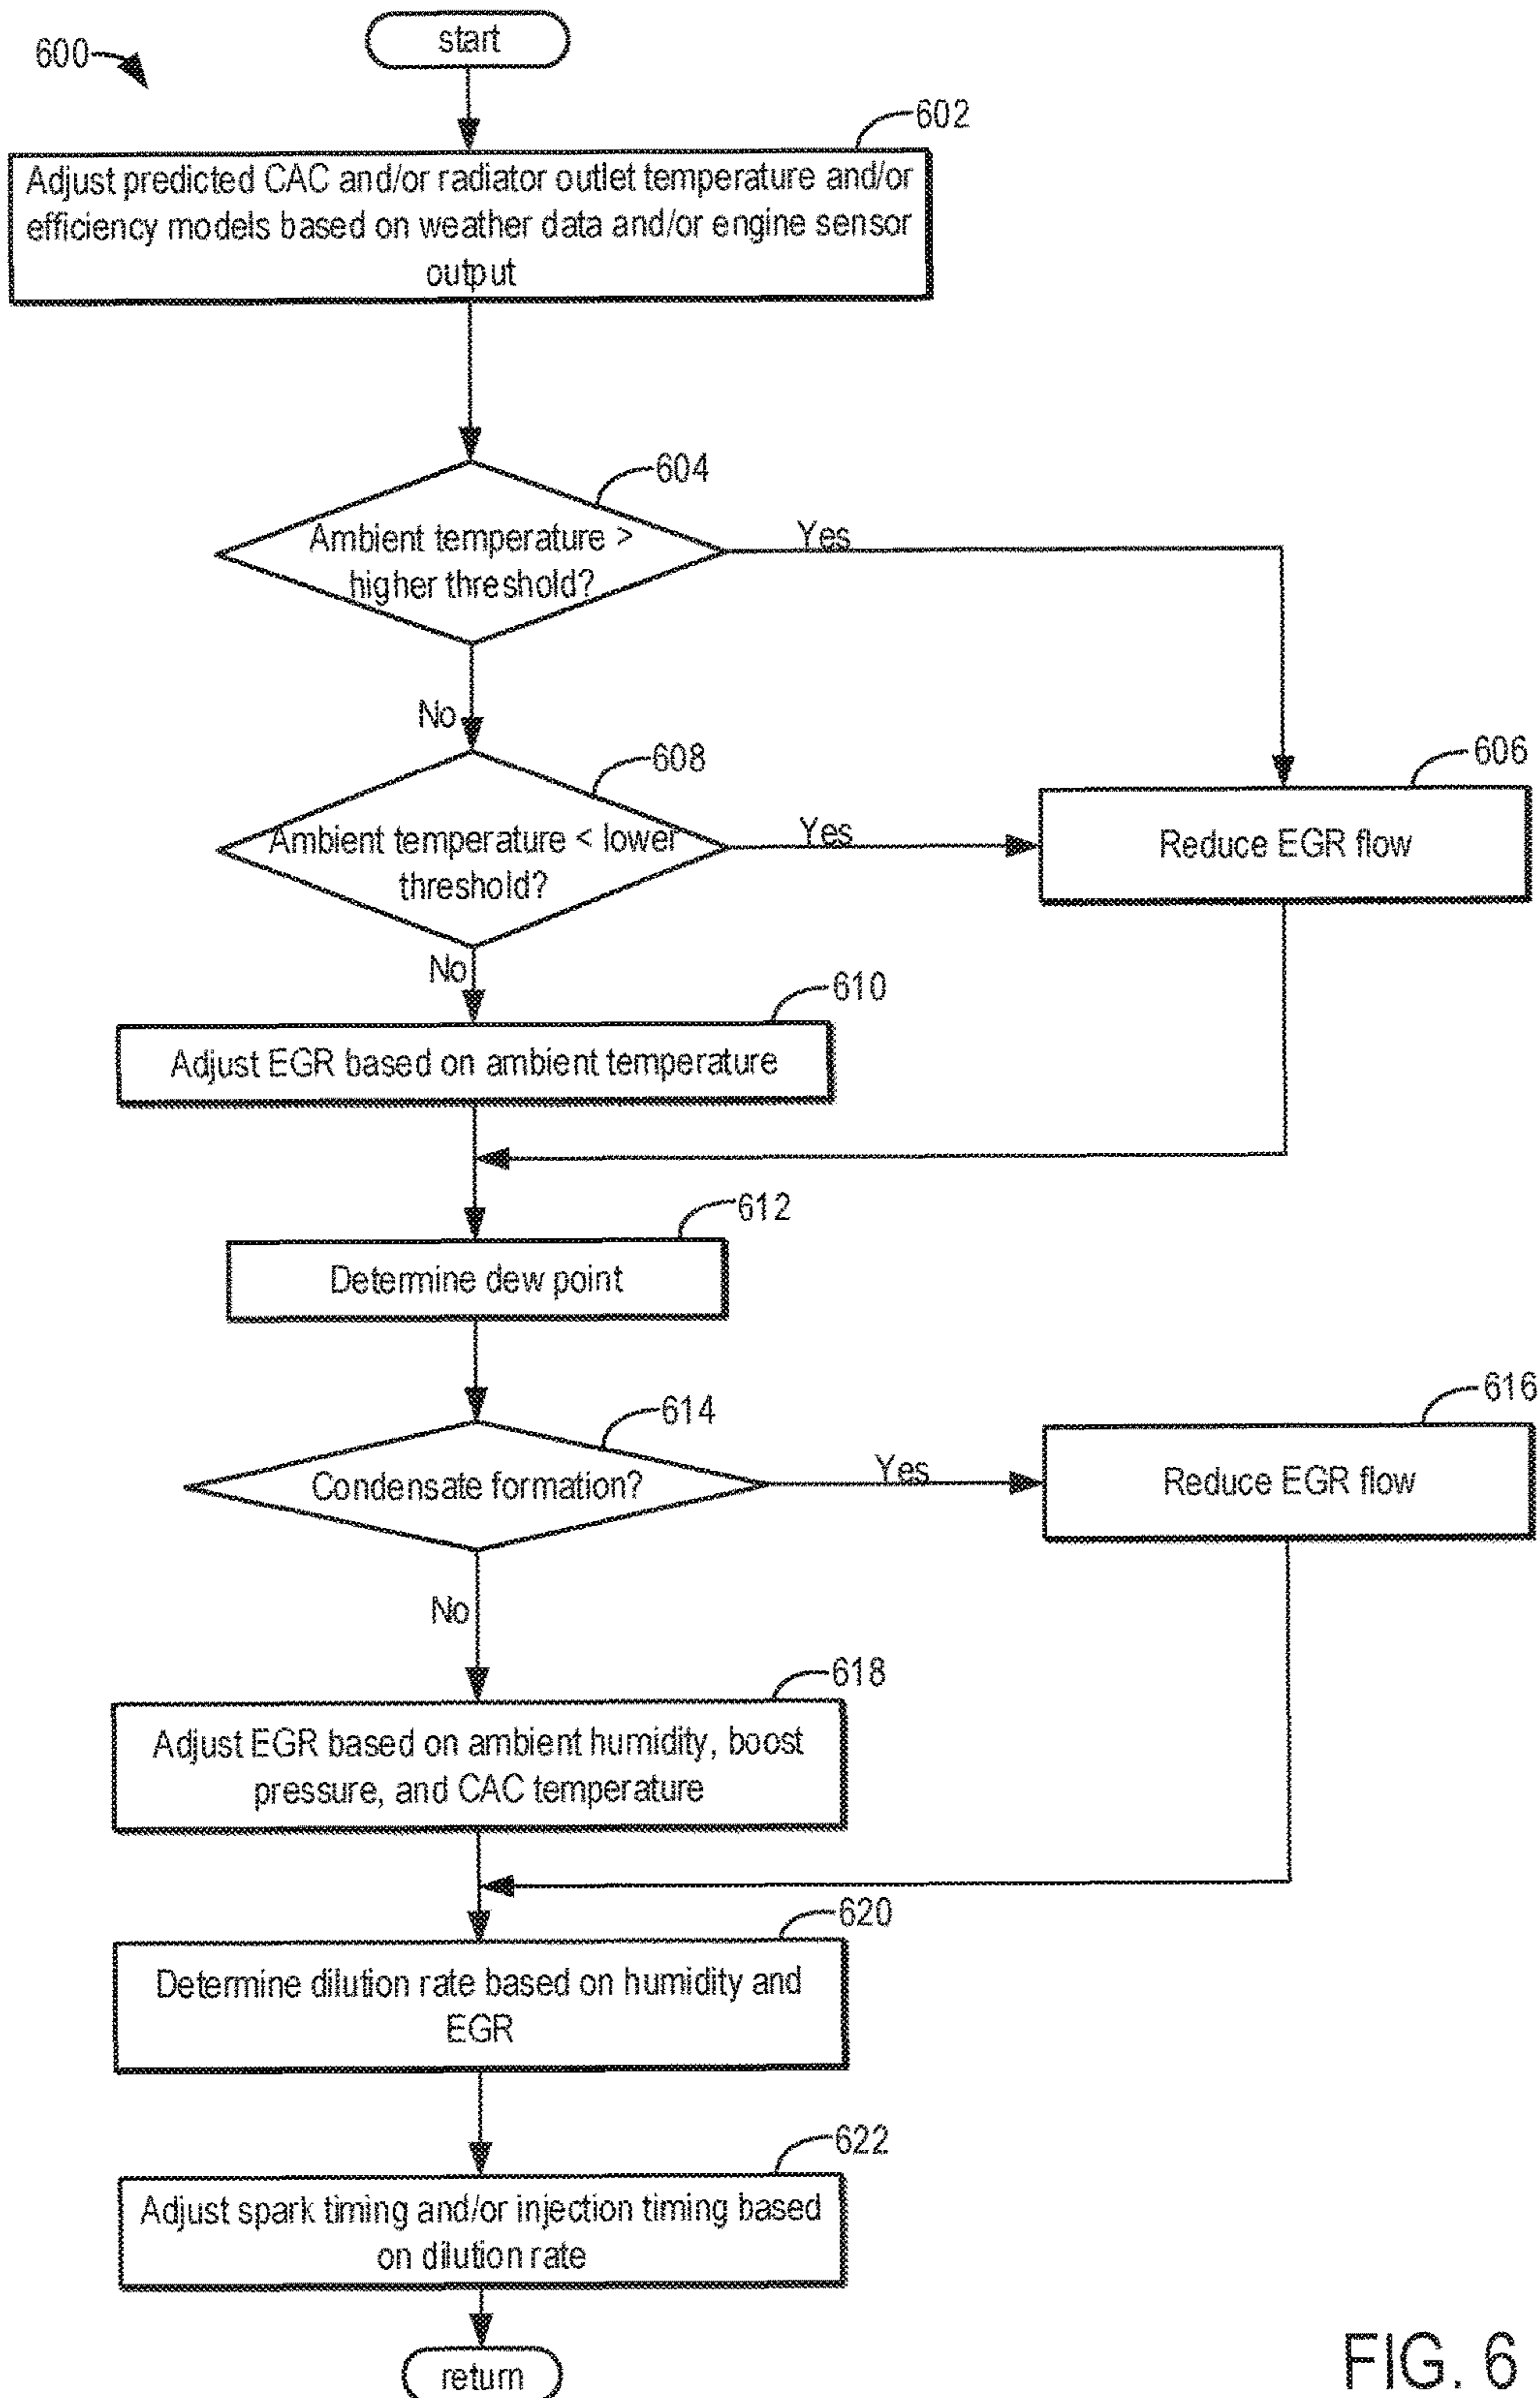 600
start
602
Adjust predicted CAC and/or radiator outlet temperature and/or
efficiency models based on weather data and/or engine sensor
output
604
Ambient temperature >
higher threshold?
Yes
No
608
Ambient temperature < lower
threshold?
Yes
606
Reduce EGR flow
No
610
Adjust EGR based on ambient temperature
612
Determine dew point
614
Condensate formation?
Yes
616
Reduce EGR flow
No
618
Adjust EGR based on ambient humidity, boost
pressure, and CAC temperature
620
Determine dilution rate based on humidity and
EGR
622
Adjust spark timing and/or injection timing based
on dilution rate
return
FIG. 6